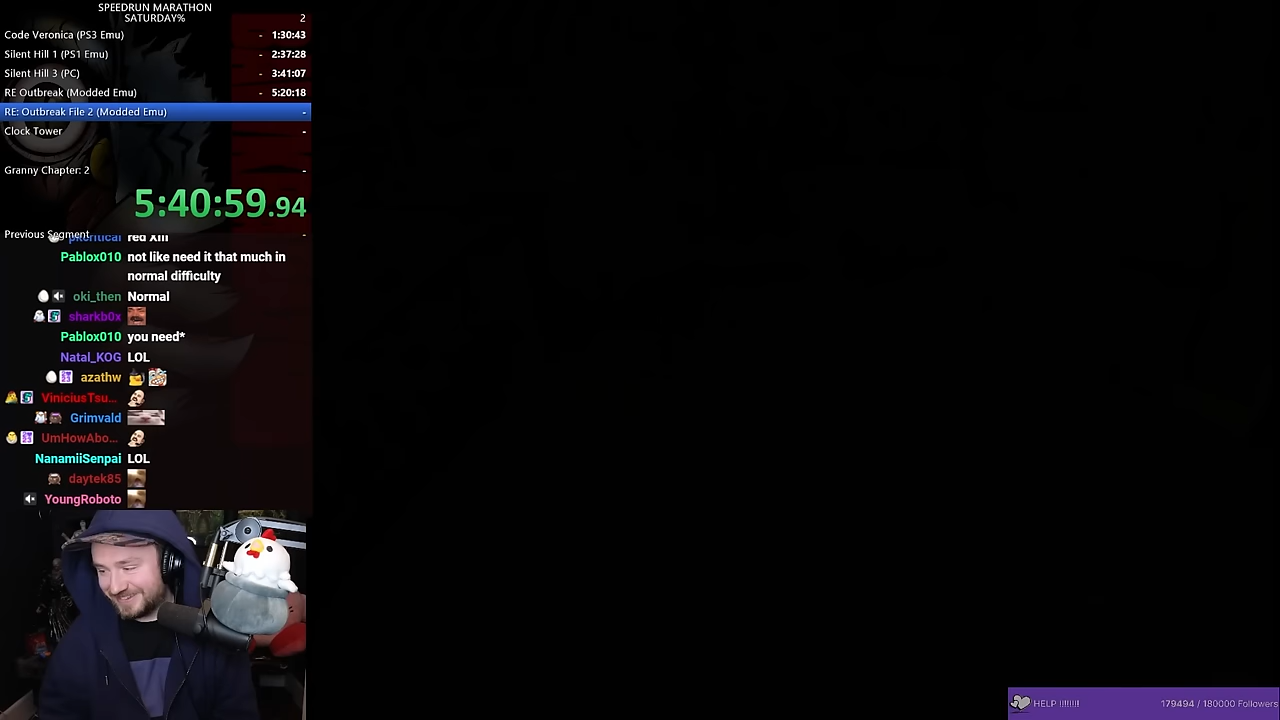 SPEEDRUN MARATHON
SATURDAY%
2
Code Veronica (PS3 Emu) - 1:30:43
Silent Hill 1 (PS1 Emu) - 2:37:28
Silent Hill 3 (PC) - 3:41:07
RE Outbreak (Modded Emu) - 5:20:18
RE: Outbreak File 2 (Modded Emu) -
Clock Tower -
Granny Chapter: 2 -
5:40:59.94
Previous Segment -
red XIII
Pablox010 not like need it that much in
normal difficulty
oki_then Normal
sharkb0x
Pablox010 you need*
Natal_KOG LOL
azathw
ViniciusTsu...
Grimvald
UmHowAbo...
NanamiiSenpai LOL
daytek85
YoungRoboto
HELP !!!!!!! 179494 / 180000 Followers